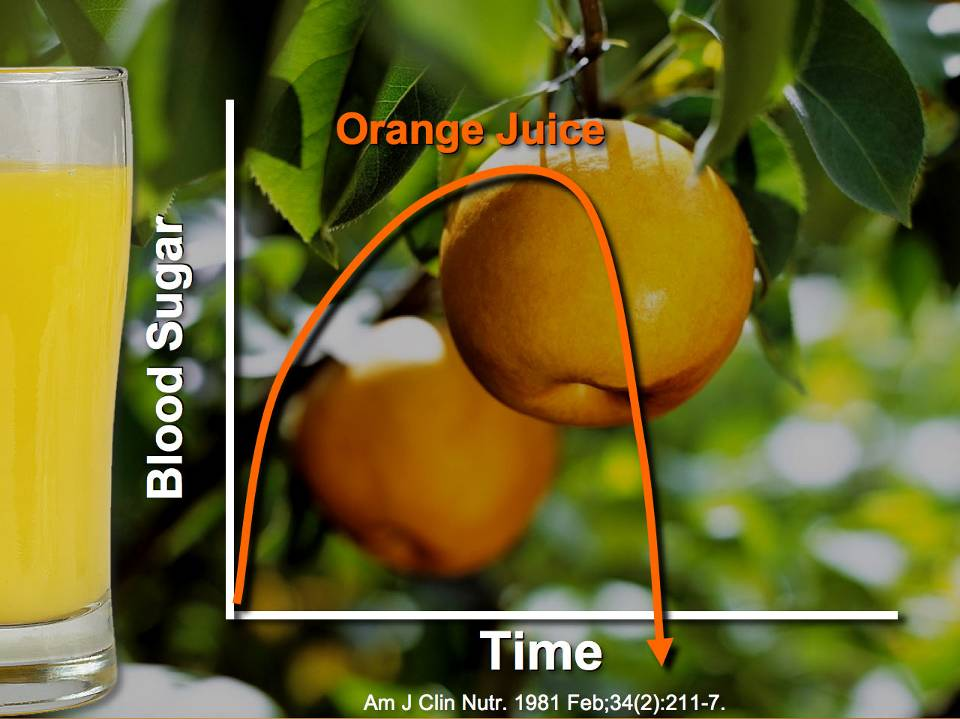 Orange Juice
Blood Sugar
Time
Am J Clin Nutr. 1981 Feb;34(2):211-7.